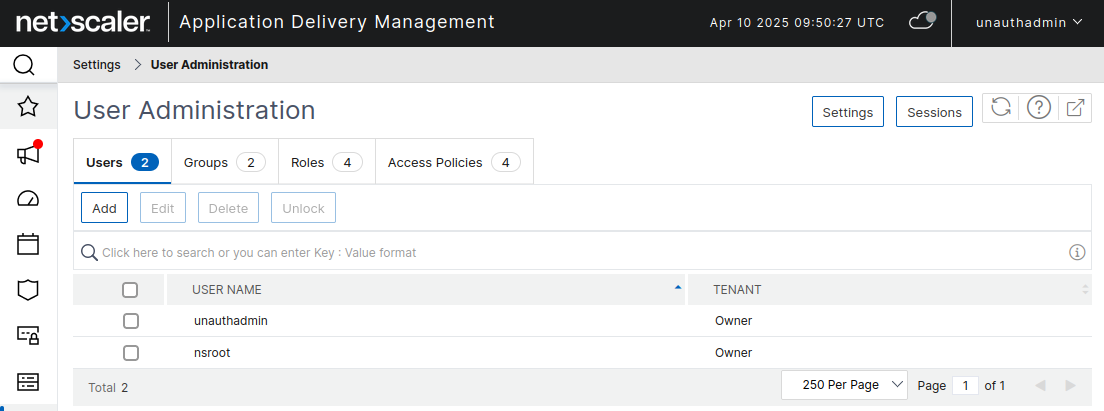 net>scaler. Application Delivery Management Apr 10 2025 09:50:27 UTC unauthadmin
Settings > User Administration
User Administration Settings Sessions
Users 2 Groups 2 Roles 4 Access Policies 4
Add Edit Delete Unlock
Click here to search or you can enter Key : Value format
USER NAME TENANT
unauthadmin Owner
nsroot Owner
Total 2 250 Per Page Page 1 of 1